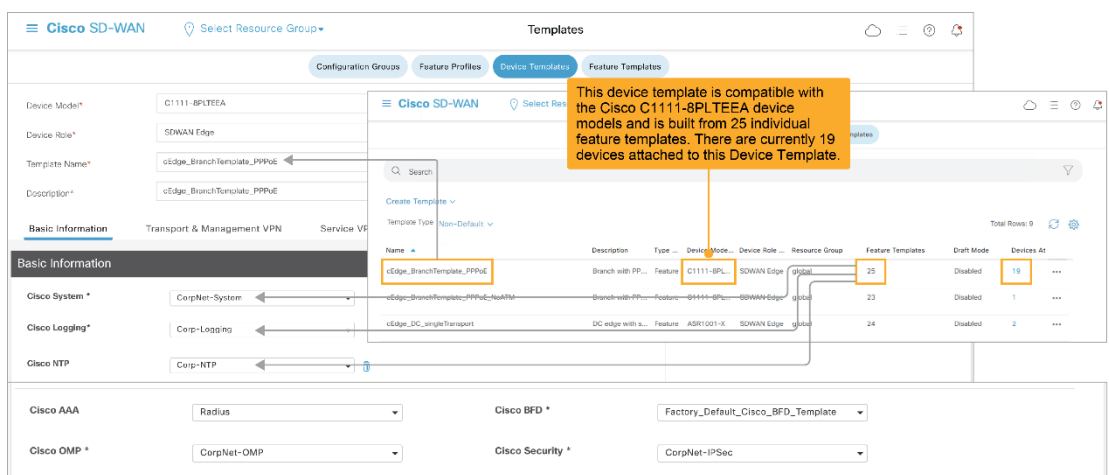 Cisco SD-WAN
Select Resource Group
Templates
Configuration Groups
Feature Profiles
Device Templates
Feature Templates
Device Model*
C1111-8PLTEEA
Device Role*
SDWAN Edge
Template Name*
cEdge_BranchTemplate_PPPoE
Description*
cEdge_BranchTemplate_PPPoE
Basic Information
Transport & Management VPN
Service VP
Basic Information
Cisco System *
CorpNet-System
Cisco Logging*
Corp-Logging
Cisco NTP
Corp-NTP
This device template is compatible with
the Cisco C1111-8PLTEEA device
models and is built from 25 individual
feature templates. There are currently 19
devices attached to this Device Template.
Cisco SD-WAN
Select Res
mplates
Search
Create Template
Template Type Non-Default
Total Rows: 9
Name Description Type ... Device Mode... Device Role ... Resource Group Feature Templates Draft Mode Devices At
cEdge_BranchTemplate_PPPoE Branch with PP... Feature C1111-8PL... SDWAN Edge global 25 Disabled 19 ...
cEdge_BranchTemplate_PPPoE_NoATM Branch with PP... Feature C1111-8PL... SDWAN Edge global 23 Disabled 1 ...
cEdge_DC_singleTransport DC edge with s... Feature ASR1001-X SDWAN Edge global 24 Disabled 2 ...
Cisco AAA
Radius
Cisco BFD *
Factory_Default_Cisco_BFD_Template
Cisco OMP *
CorpNet-OMP
Cisco Security *
CorpNet-IPSec